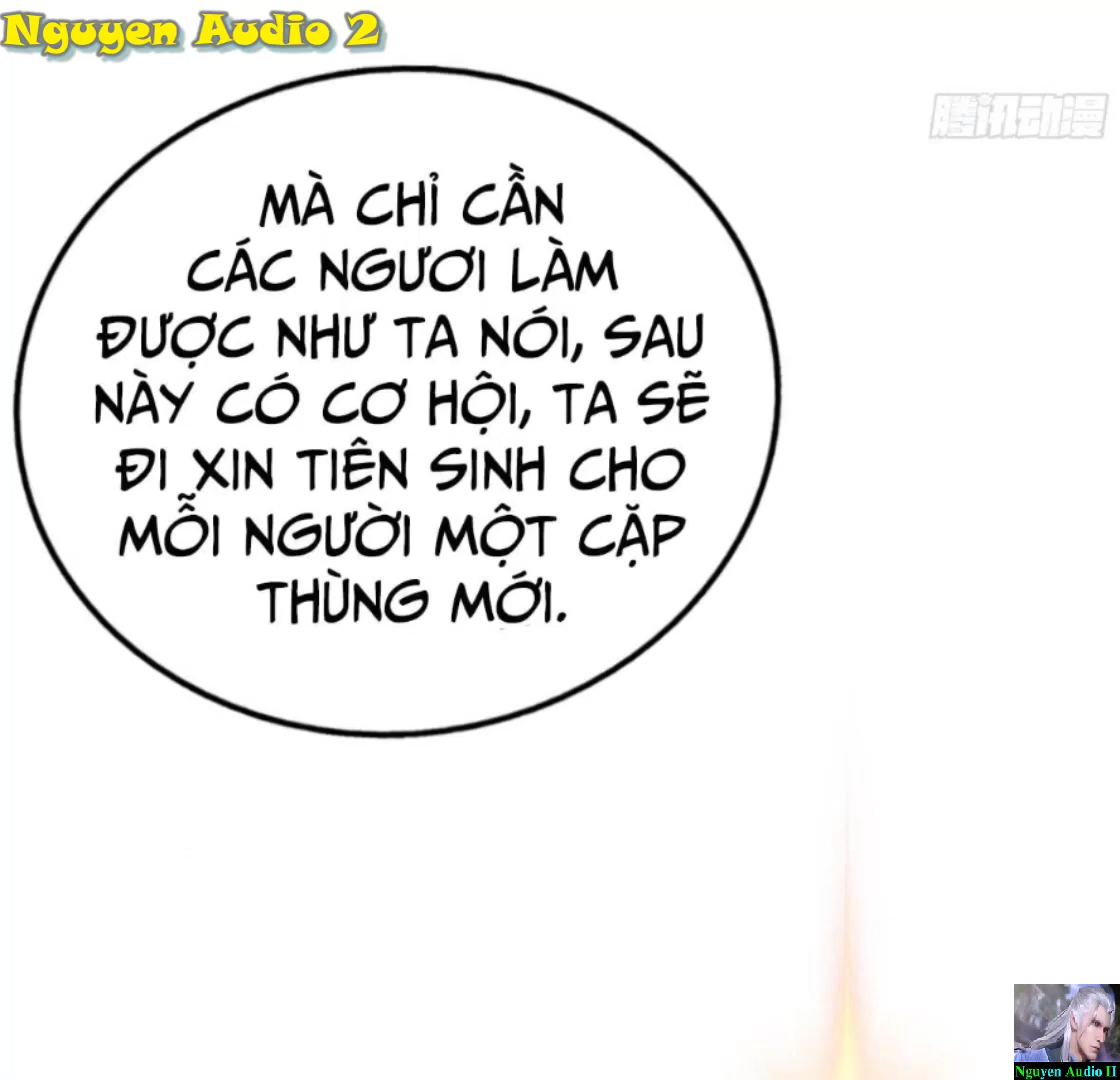 Nguyen Audio 2
腾讯动漫
MÀ CHỈ CẦN
CÁC NGƯƠI LÀM
ĐƯỢC NHƯ TA NÓI, SAU
NÀY CÓ CƠ HỘI, TA SẼ
ĐI XIN TIÊN SINH CHO
MỖI NGƯỜI MỘT CẶP
THÙNG MỚI.
Nguyen Audio II